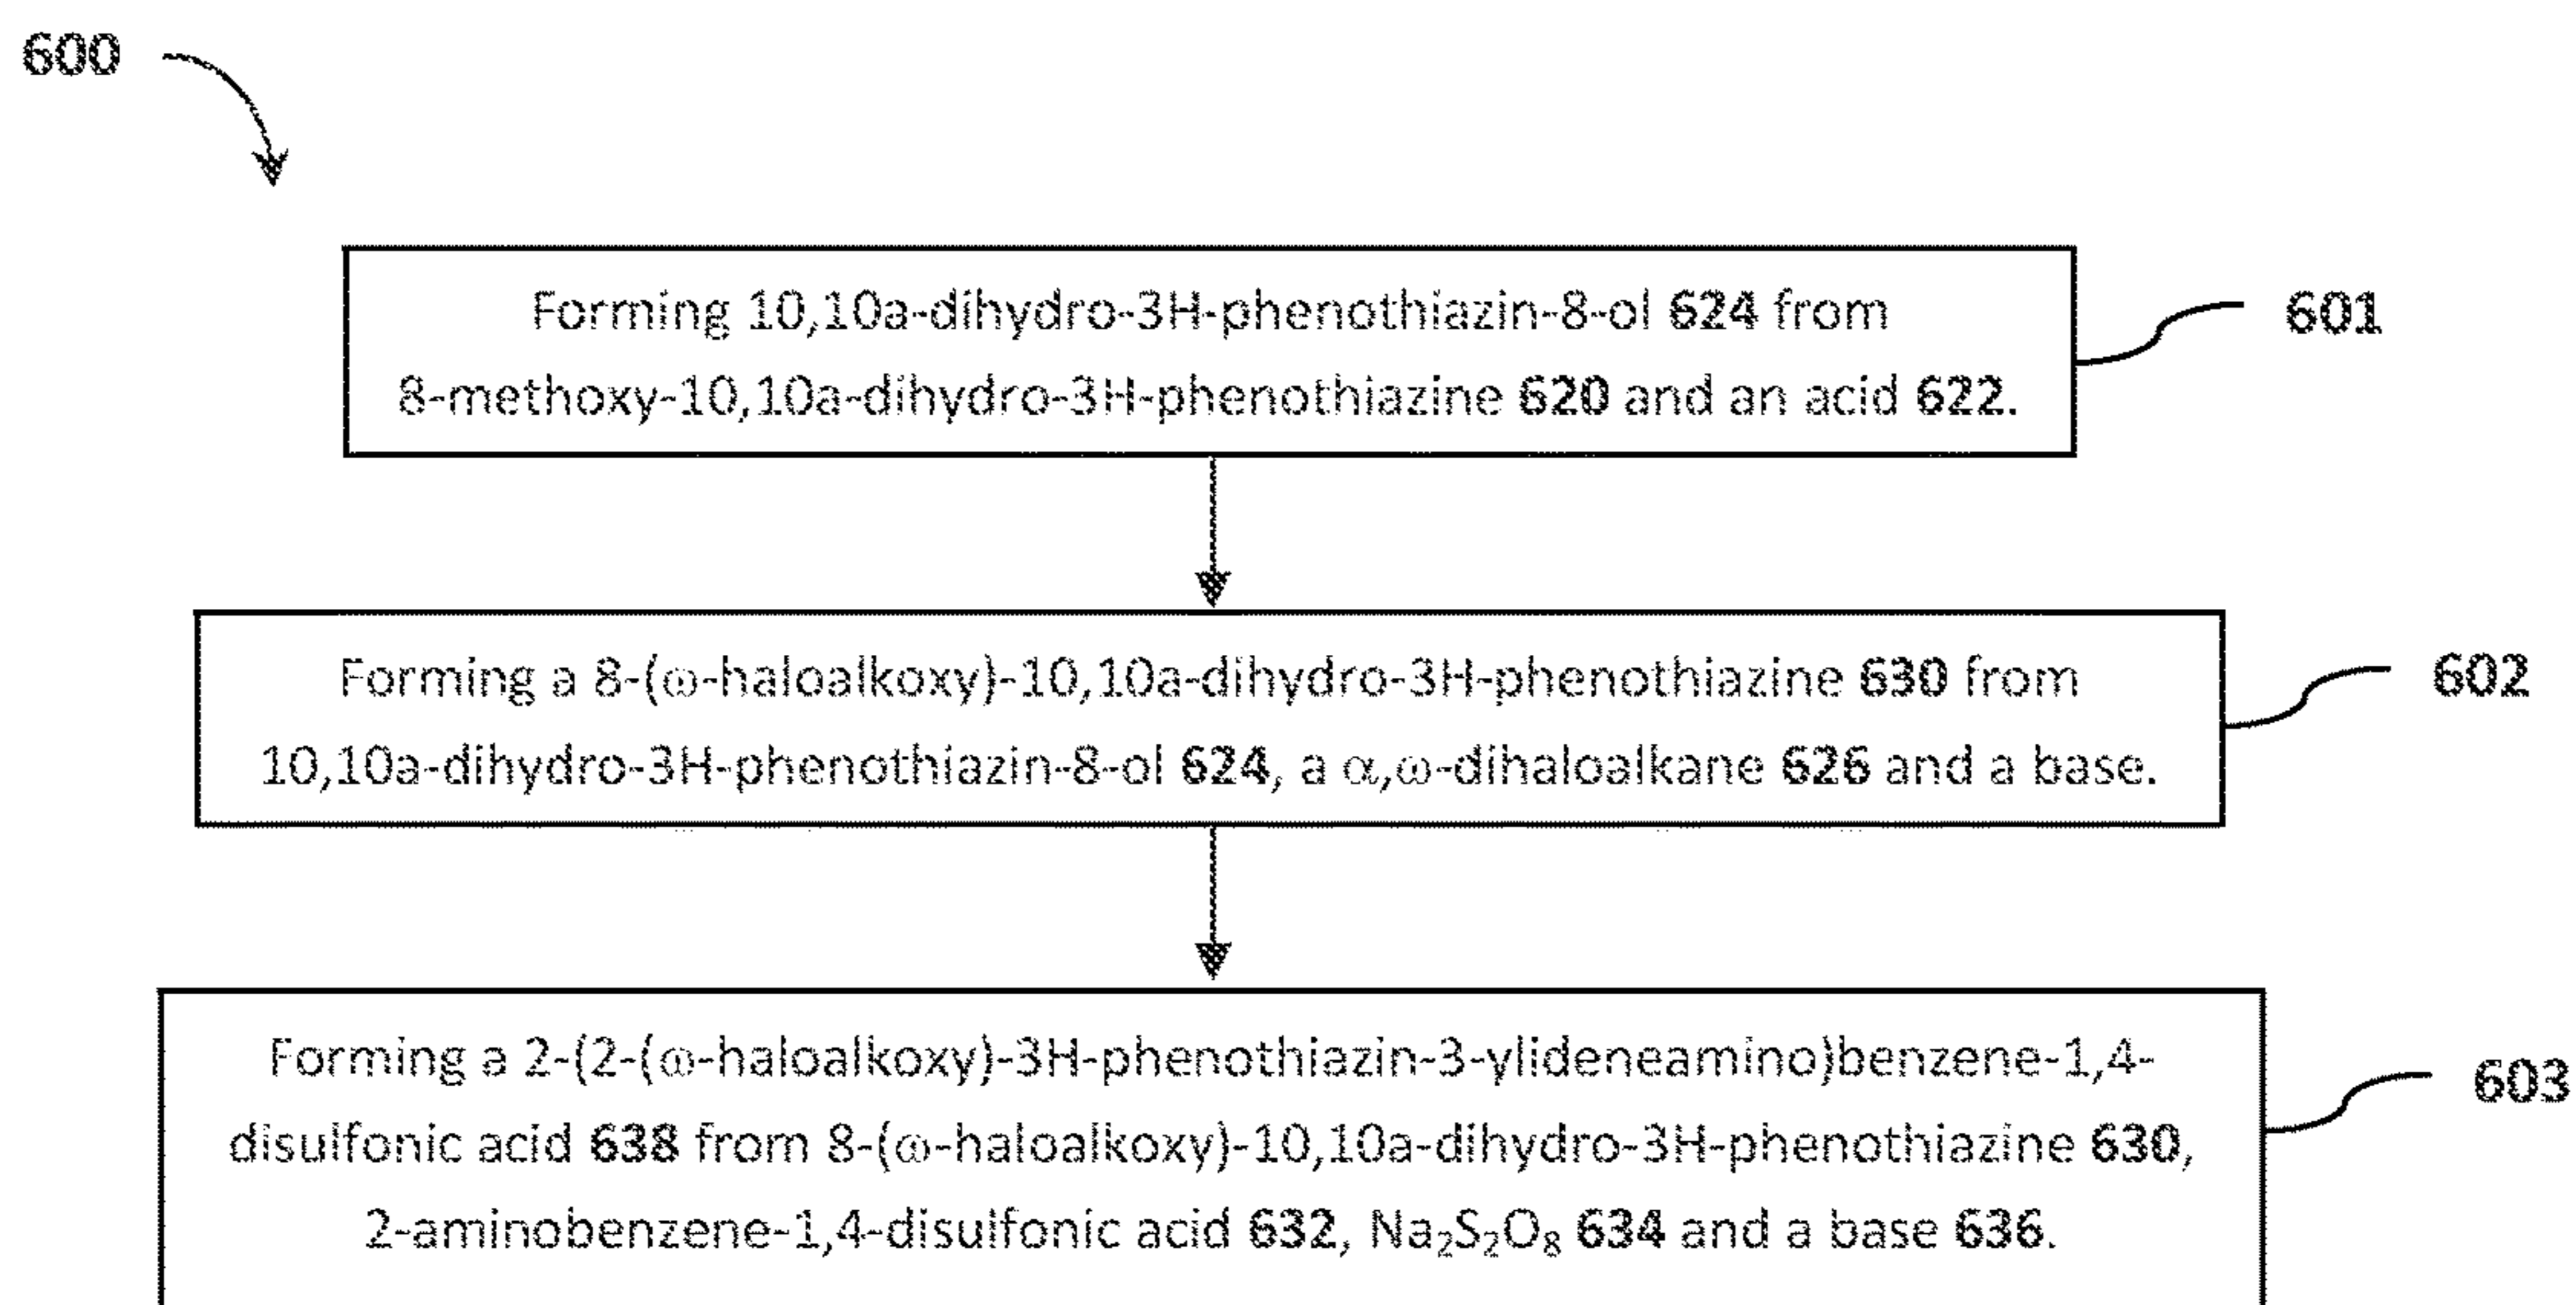 600
Forming 10,10a-dihydro-3H-phenothiazin-8-ol 624 from
8-methoxy-10,10a-dihydro-3H-phenothiazine 620 and an acid 622.
601
Forming a 8-(ω-haloalkoxy)-10,10a-dihydro-3H-phenothiazine 630 from
10,10a-dihydro-3H-phenothiazin-8-ol 624, a α,ω-dihaloalkane 626 and a base.
602
Forming a 2-(2-(ω-haloalkoxy)-3H-phenothiazin-3-ylideneamino)benzene-1,4-
disulfonic acid 638 from 8-(ω-haloalkoxy)-10,10a-dihydro-3H-phenothiazine 630,
2-aminobenzene-1,4-disulfonic acid 632, Na₂S₂O₈ 634 and a base 636.
603